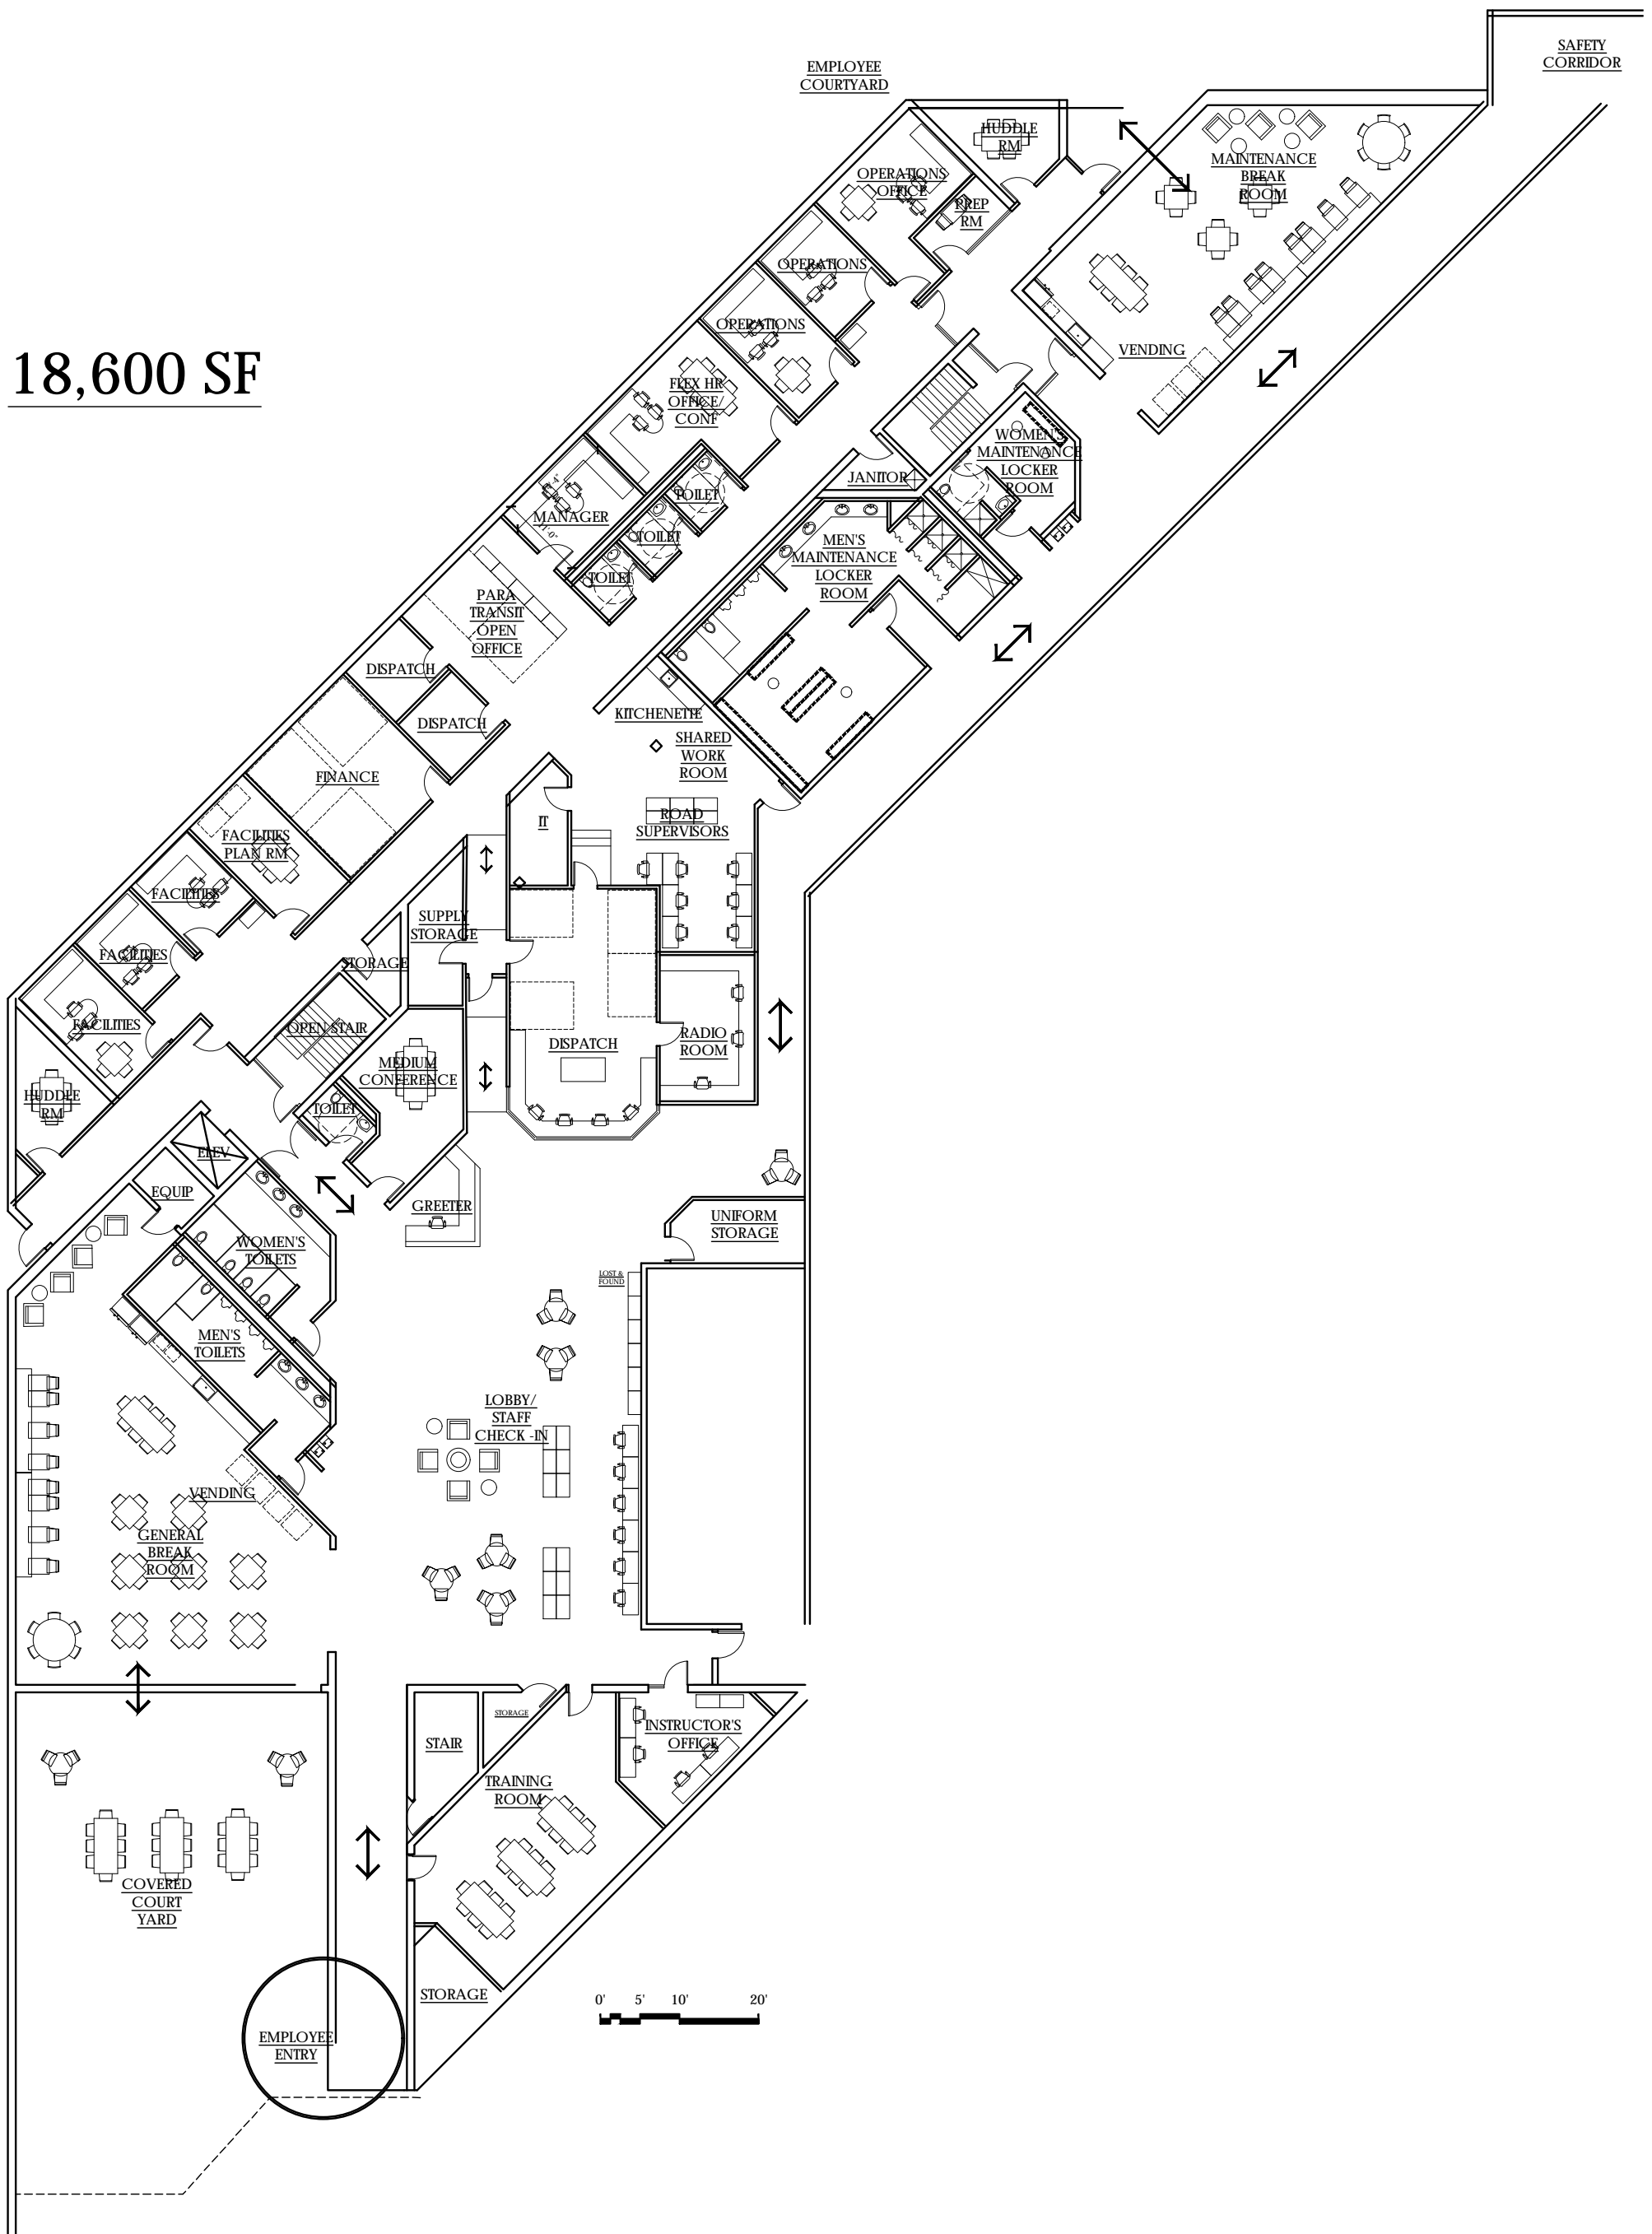 SAFETY
CORRIDOR
EMPLOYEE
COURTYARD
HUDDLE
RM
MAINTENANCE
BREAK
ROOM
OPERATIONS
OFFICE
PREP
RM
OPERATIONS
OPERATIONS
VENDING
18,600 SF
FLEX HR
OFFICE/
CONF
WOMEN'S
MAINTENANCE
LOCKER
ROOM
JANITOR
TOILET
MANAGER
TOILET
MEN'S
MAINTENANCE
LOCKER
ROOM
TOILET
PARA
TRANSIT
OPEN
OFFICE
DISPATCH
DISPATCH
KITCHENETTE
SHARED
WORK
ROOM
FINANCE
IT
ROAD
SUPERVISORS
FACILITIES
PLAN RM
FACILITIES
SUPPLY
STORAGE
FACILITIES
STORAGE
FACILITIES
OPEN STAIR
DISPATCH
RADIO
ROOM
MEDIUM
CONFERENCE
HUDDLE
RM
TOILET
ELEV
EQUIP
GREETER
UNIFORM
STORAGE
WOMEN'S
TOILETS
LOST &
FOUND
MEN'S
TOILETS
LOBBY/
STAFF
CHECK -IN
VENDING
GENERAL
BREAK
ROOM
STORAGE
STAIR
INSTRUCTOR'S
OFFICE
TRAINING
ROOM
COVERED
COURT
YARD
STORAGE
0' 5' 10' 20'
EMPLOYEE
ENTRY